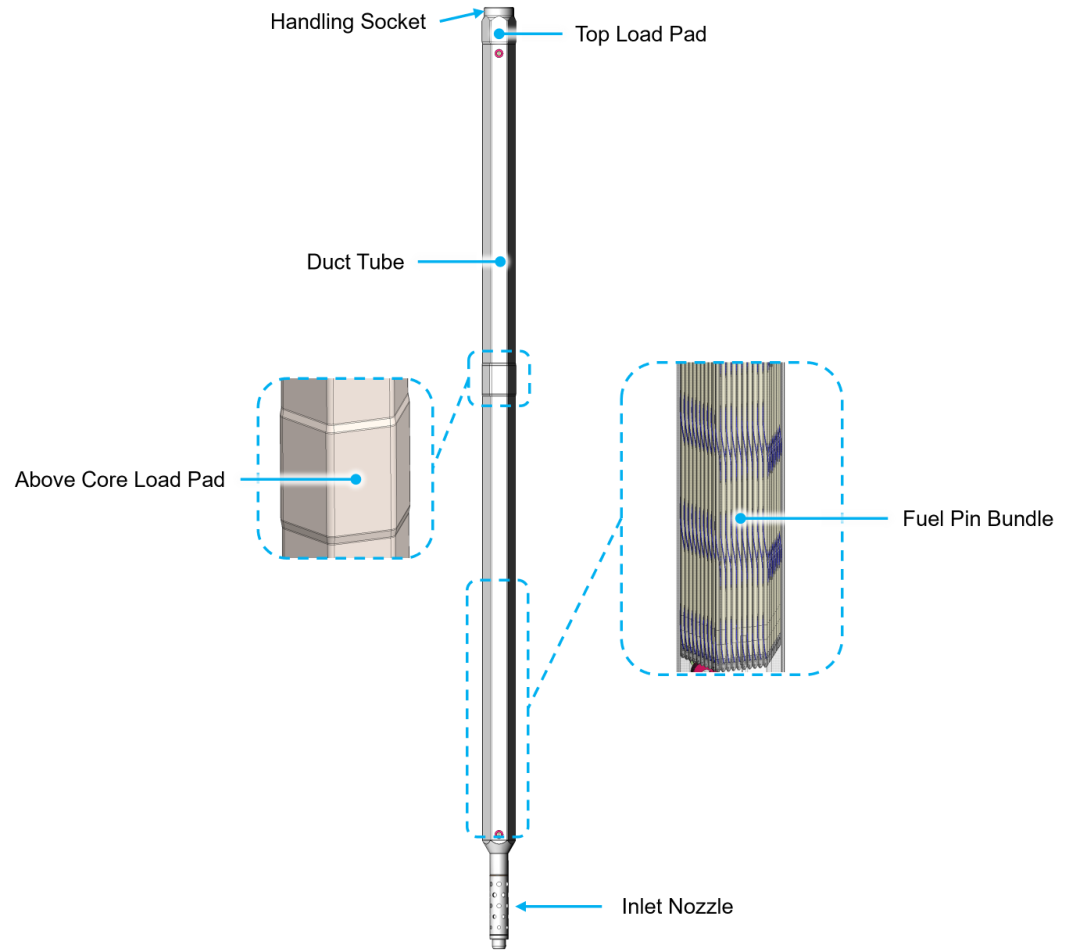 Handling Socket
Top Load Pad
Duct Tube
Above Core Load Pad
Fuel Pin Bundle
Inlet Nozzle